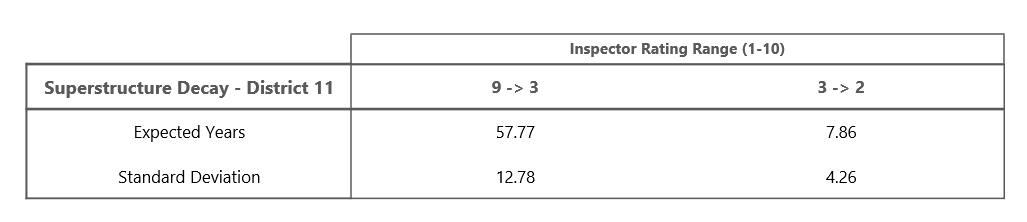 Inspector Rating Range (1-10)
Superstructure Decay - District 11 9 -> 3 3 -> 2
Expected Years 57.77 7.86
Standard Deviation 12.78 4.26